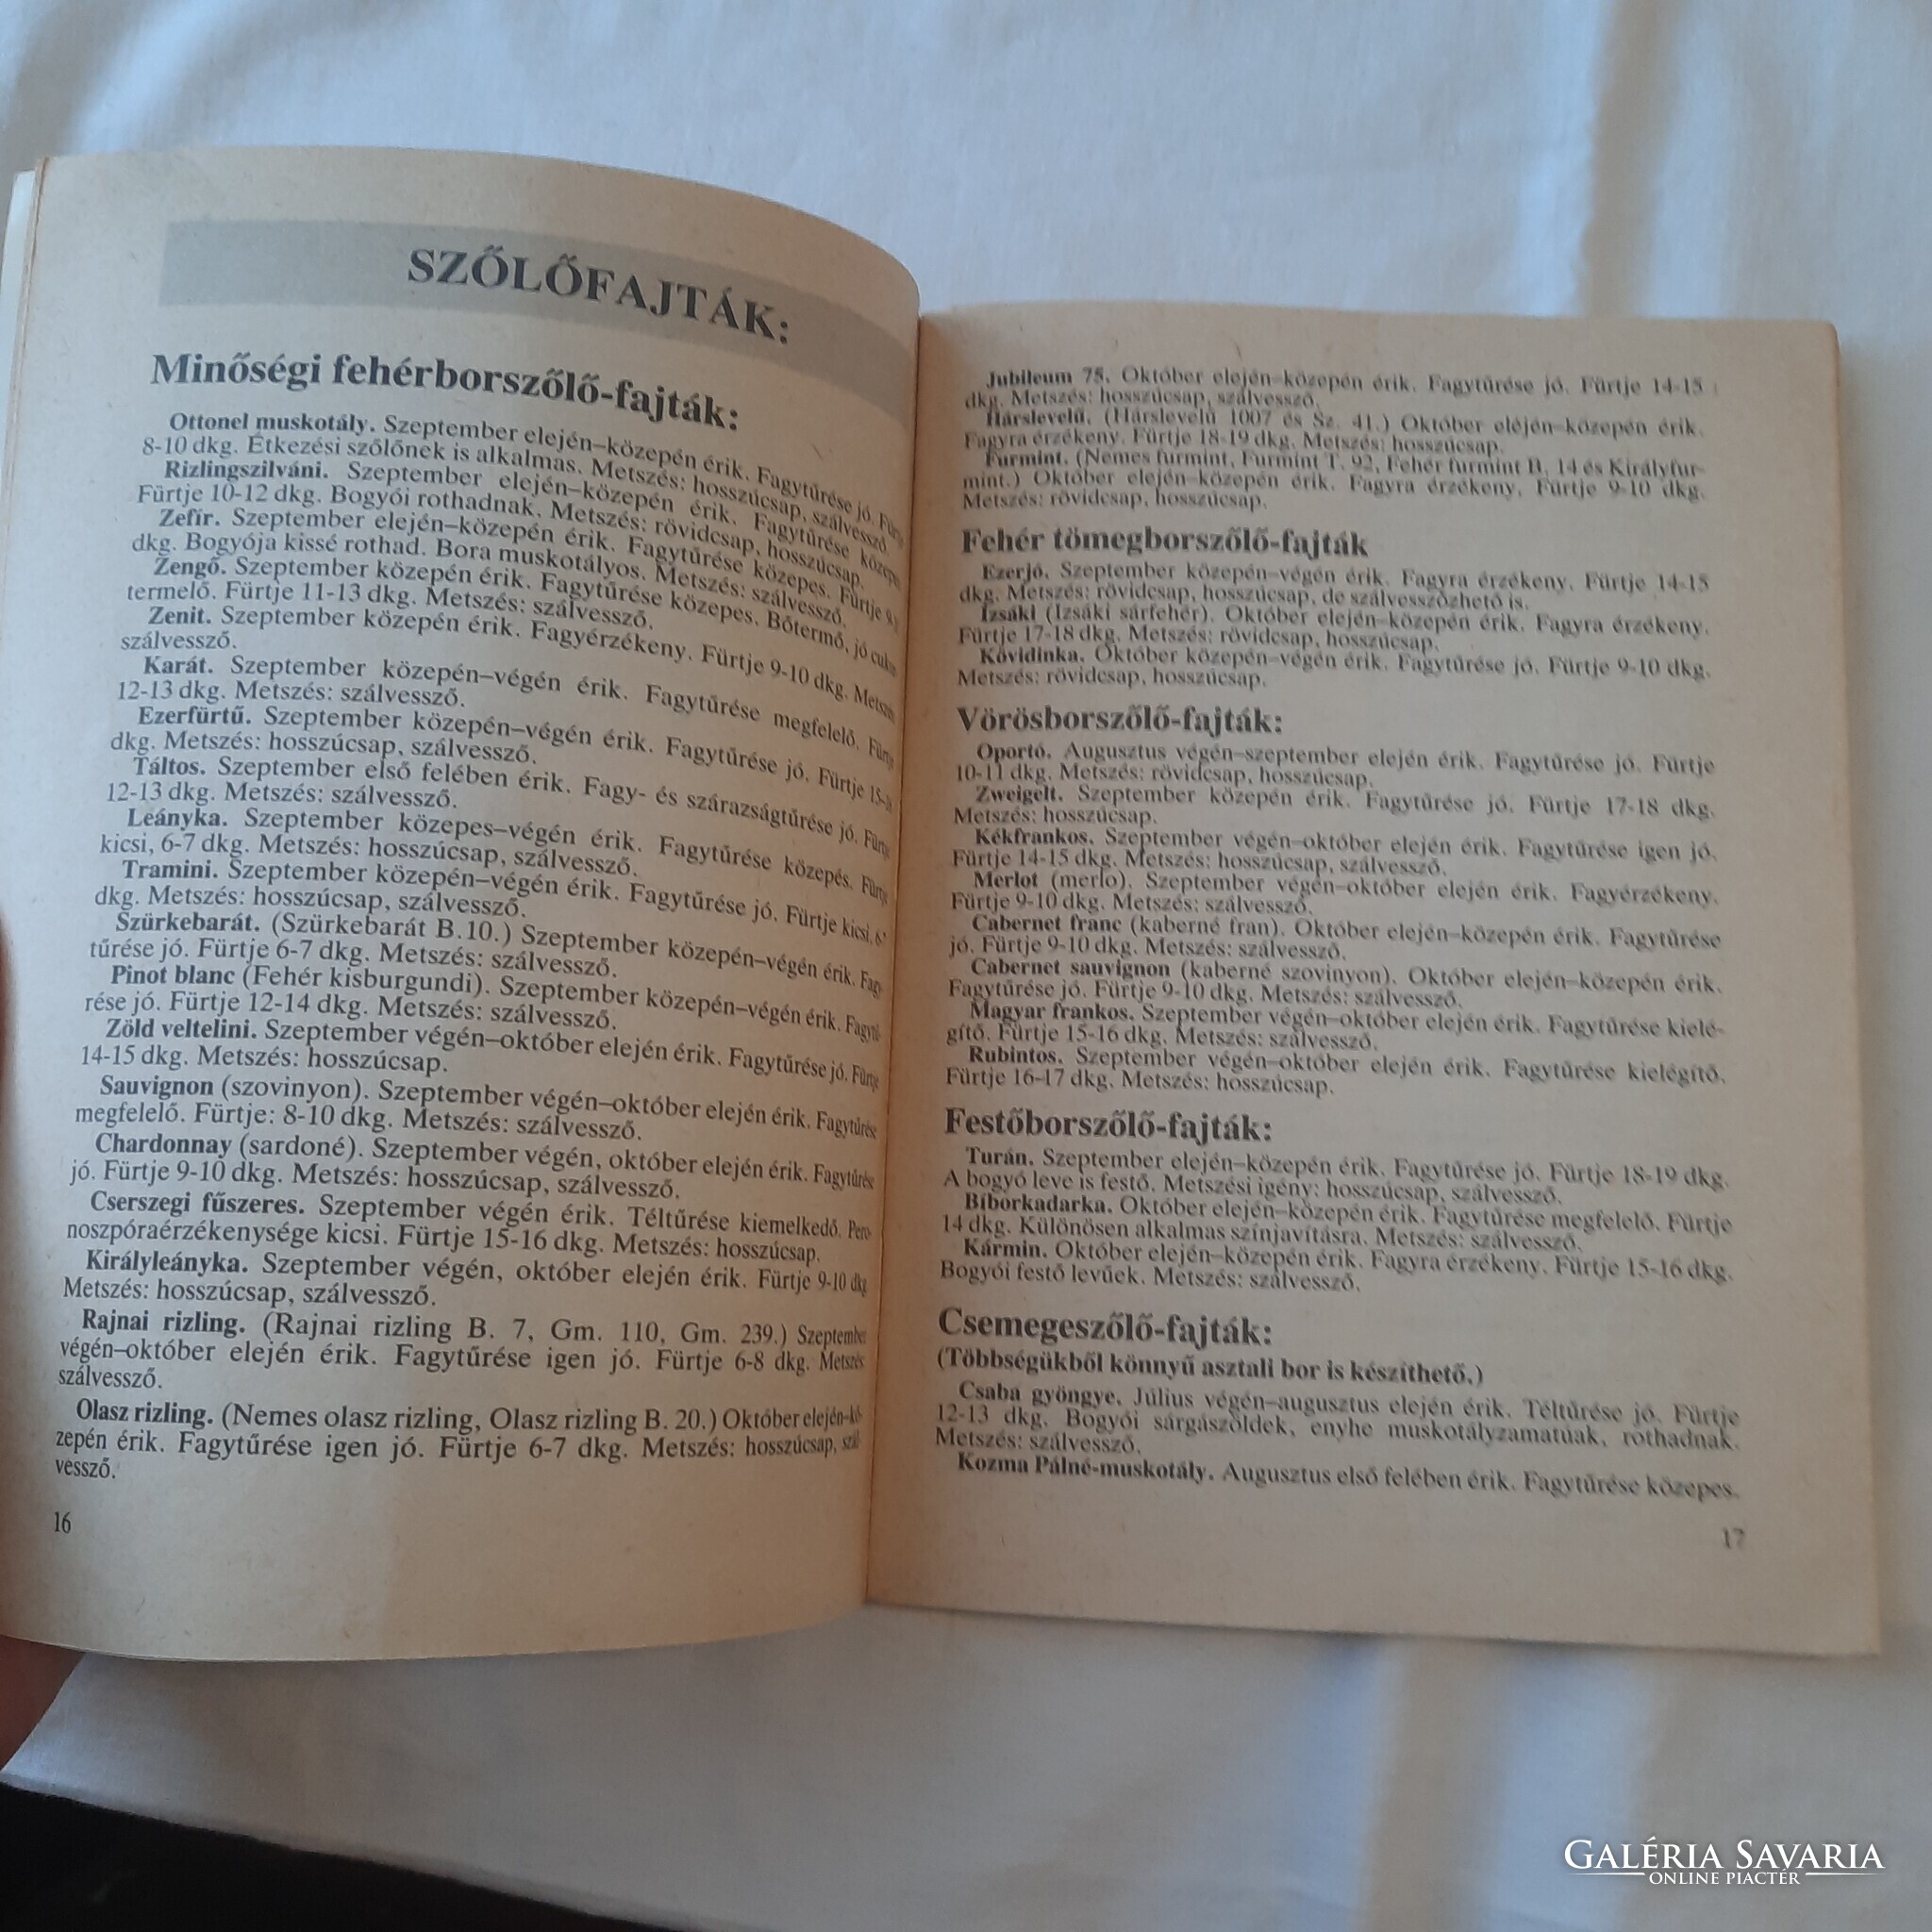 SZŐLŐFAJTÁK:
Minőségi fehérborszőlő-fajták:
Ottonel muskotály. Szeptember elején–közepén érik. Fagytűrése jó.
8-10 dkg. Étkezési szőlőnek is alkalmas. Metszés: hosszúcsap, szálvessző.
Rizlingszilváni. Szeptember elején–közepén érik. Fagytűrése
Fürtje 10-12 dkg. Bogyói rothadnak. Metszés: rövidcsap, hosszúcsap.
Zefír. Szeptember elején–közepén érik. Fagytűrése közepes. Fürtje
dkg. Bogyója kissé rothad. Bora muskotályos. Metszés: szálvessző.
Zengő. Szeptember közepén érik. Fagytűrése közepes. Bőtermő, jó
termelő. Fürtje 11-13 dkg. Metszés: szálvessző.
Zenit. Szeptember közepén érik. Fagyérzékeny. Fürtje 9-10 dkg.
szálvessző.
Karát. Szeptember közepén–végén érik. Fagytűrése megfelelő.
12-13 dkg. Metszés: szálvessző.
Ezerfürtű. Szeptember közepén–végén érik. Fagytűrése jó. Fürtje
dkg. Metszés: hosszúcsap, szálvessző.
Táltos. Szeptember első felében érik. Fagy- és szárazságtűrése jó.
12-13 dkg. Metszés: szálvessző.
Leányka. Szeptember közepes–végén érik. Fagytűrése közepés.
kicsi, 6-7 dkg. Metszés: hosszúcsap, szálvessző.
Tramini. Szeptember közepén–végén érik. Fagytűrése jó. Fürtje kicsi,
dkg. Metszés: hosszúcsap, szálvessző.
Szürkebarát. (Szürkebarát B.10.) Szeptember közepén–végén érik.
tűrése jó. Fürtje 6-7 dkg. Metszés: szálvessző.
Pinot blanc (Fehér kisburgundi). Szeptember közepén–végén érik. Fagytű-
rése jó. Fürtje 12-14 dkg. Metszés: szálvessző.
Zöld veltelini. Szeptember végén–október elején érik. Fagytűrése jó.
14-15 dkg. Metszés: hosszúcsap.
Sauvignon (szovinyon). Szeptember végén–október elején érik. Fagytűrése
megfelelő. Fürtje: 8-10 dkg. Metszés: szálvessző.
Chardonnay (sardoné). Szeptember végén, október elején érik. Fagytűrése
jó. Fürtje 9-10 dkg. Metszés: hosszúcsap, szálvessző.
Cserszegi fűszeres. Szeptember végén érik. Téltűrése kiemelkedő. Pero-
noszpóraérzékenysége kicsi. Fürtje 15-16 dkg. Metszés: hosszúcsap.
Királyleányka. Szeptember végén, október elején érik. Fürtje 9-10 dkg.
Metszés: hosszúcsap, szálvessző.
Rajnai rizling. (Rajnai rizling B. 7, Gm. 110, Gm. 239.) Szeptember
végén–október elején érik. Fagytűrése igen jó. Fürtje 6-8 dkg. Metszés:
szálvessző.
Olasz rizling. (Nemes olasz rizling, Olasz rizling B. 20.) Október elején–kö-
zepén érik. Fagytűrése igen jó. Fürtje 6-7 dkg. Metszés: hosszúcsap, szál-
vessző.
16
Jubileum 75. Október elején–közepén érik. Fagytűrése jó. Fürtje 14-15
dkg. Metszés: hosszúcsap, szálvessző.
Hárslevelű. (Hárslevelű 1007 és Sz. 41.) Október eléjén–közepén érik.
Fagyra érzékeny. Fürtje 18-19 dkg. Metszés: hosszúcsap.
Furmint. (Nemes furmint, Furmint T. 92, Fehér furmint B. 14 és Királyfur-
mint.) Október elején–közepén érik. Fagyra érzékeny. Fürtje 9-10 dkg.
Metszés: rövidcsap, hosszúcsap.
Fehér tömegborszőlő-fajták
Ezerjó. Szeptember közepén–végén érik. Fagyra érzékeny. Fürtje 14-15
dkg. Metszés: rövidcsap, hosszúcsap, de szálvesszőzhető is.
Izsáki (Izsáki sárfehér). Október elején–közepén érik. Fagyra érzékeny.
Fürtje 17-18 dkg. Metszés: rövidcsap, hosszúcsap.
Kövidinka. Október közepén–végén érik. Fagytűrése jó. Fürtje 9-10 dkg.
Metszés: rövidcsap, hosszúcsap.
Vörösborszőlő-fajták:
Oportó. Augusztus végén–szeptember elején érik. Fagytűrése jó. Fürtje
10-11 dkg. Metszés: rövidcsap, hosszúcsap.
Zweigelt. Szeptember közepén érik. Fagytűrése jó. Fürtje 17-18 dkg.
Metszés: hosszúcsap.
Kékfrankos. Szeptember végén–október elején érik. Fagytűrése igen jó.
Fürtje 14-15 dkg. Metszés: hosszúcsap, szálvessző.
Merlot (merlo). Szeptember végén–október elején érik. Fagyérzékeny.
Fürtje 9-10 dkg. Metszés: szálvessző.
Cabernet franc (kaberné fran). Október elején–közepén érik. Fagytűrése
jó. Fürtje 9-10 dkg. Metszés: szálvessző.
Cabernet sauvignon (kaberné szovinyon). Október elején–közepén érik.
Fagytűrése jó. Fürtje 9-10 dkg. Metszés: szálvessző.
Magyar frankos. Szeptember végén–október elején érik. Fagytűrése kielé-
gítő. Fürtje 15-16 dkg. Metszés: szálvessző.
Rubintos. Szeptember végén–október elején érik. Fagytűrése kielégítő.
Fürtje 16-17 dkg. Metszés: hosszúcsap.
Festőborszőlő-fajták:
Turán. Szeptember elején–közepén érik. Fagytűrése jó. Fürtje 18-19 dkg.
A bogyó leve is festő. Metszési igény: hosszúcsap, szálvessző.
Bíborkadarka. Október elején–közepén érik. Fagytűrése megfelelő. Fürtje
14 dkg. Különösen alkalmas színjavításra. Metszés: szálvessző.
Kármin. Október elején–közepén érik. Fagyra érzékeny. Fürtje 15-16 dkg.
Bogyói festő levűek. Metszés: szálvessző.
Csemegeszőlő-fajták:
(Többségükből könnyű asztali bor is készíthető.)
Csaba gyöngye. Július végén–augusztus elején érik. Téltűrése jó. Fürtje
12-13 dkg. Bogyói sárgászöldek, enyhe muskotályzamatúak, rothadnak.
Metszés: szálvessző.
Kozma Pálné-muskotály. Augusztus első felében érik. Fagytűrése közepes.
17
GALÉRIA SAVARIA
ONLINE PIACTÉR